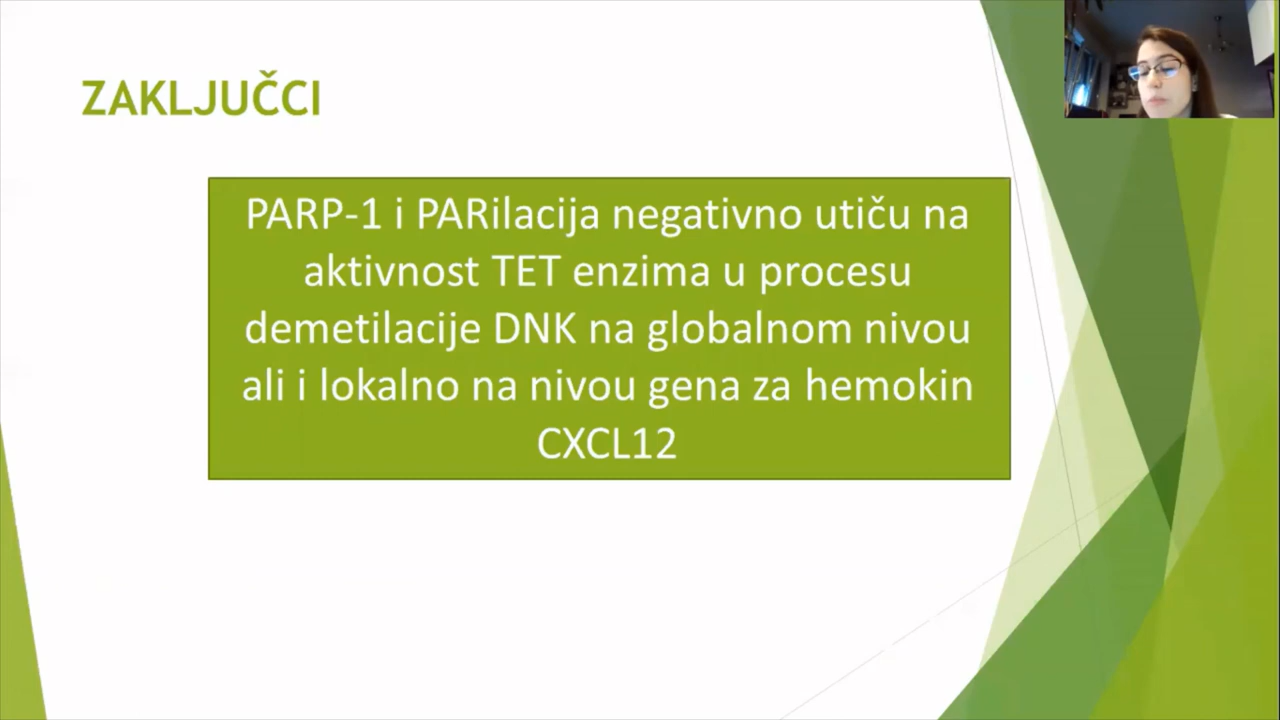 ZAKLJUČCI
PARP-1 i PARilacija negativno utiču na
aktivnost TET enzima u procesu
demetilacije DNK na globalnom nivou
ali i lokalno na nivou gena za hemokin
CXCL12